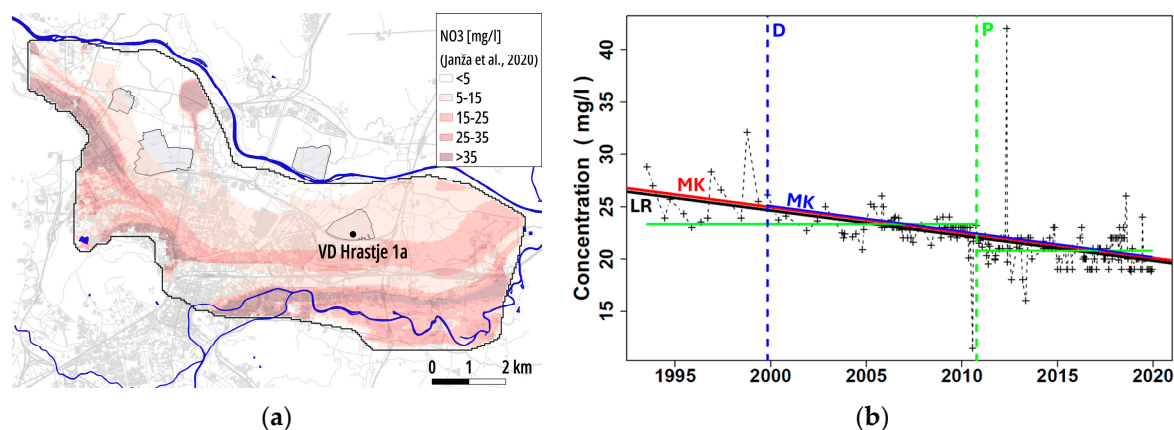 NO3 [mg/l]
(Janža et al., 2020)
<5
5-15
15-25
25-35
>35
VD Hrastje 1a
0 1 2 km
(a)
D
P
MK
LR
MK
Concentration ( mg/l )
40
35
30
25
20
15
1995 2000 2005 2010 2015 2020
(b)